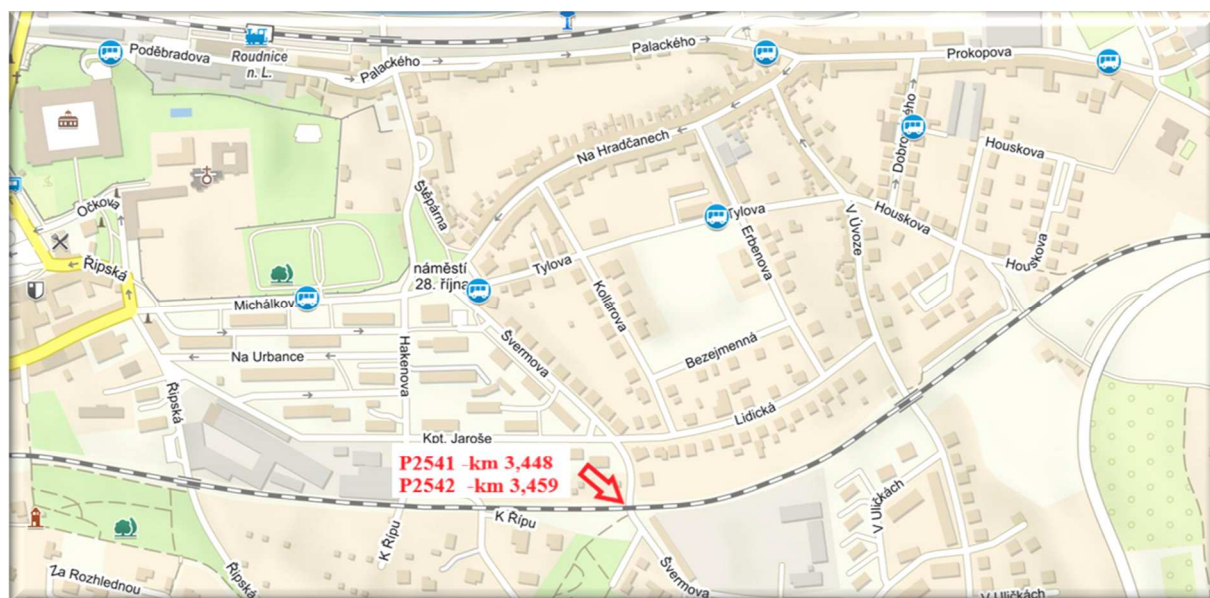 Poděbradova
Roudnice
n. L.
Palackého
Palackého
Prokopova
Na Hradčanech
Houskova
Štěpárna
Očkova
Tylova
Houskova
V Úvoze
Erbenova
Houskova
Řipská
náměstí
28. října
Tylova
Kollárova
Michálkov
Švermova
Bezejmenná
Na Urbance
Hakenova
Řipská
Lidická
Kpt. Jaroše
P2541 -km 3,448
P2542 -km 3,459
K Řípu
K Řípu
V Uličkách
Švermova
Za Rozhlednou
Řipská
V Uličkách